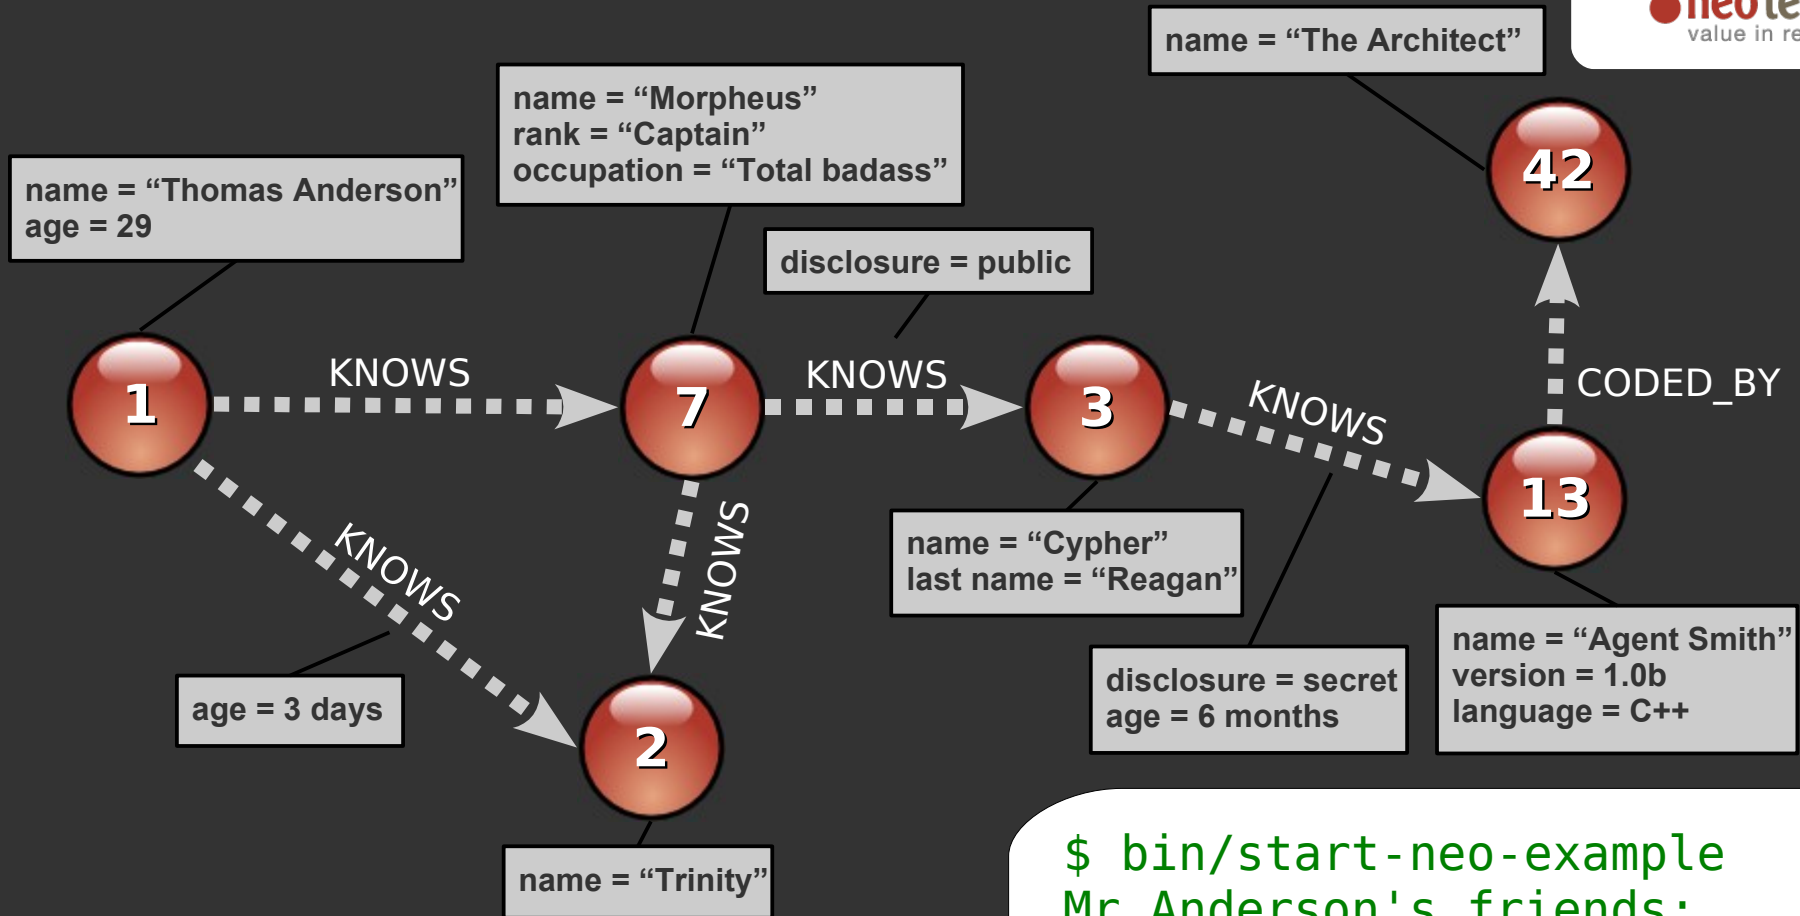 name = “The Architect”
value in re
name = “Morpheus”
rank = “Captain”
occupation = “Total badass”
name = “Thomas Anderson”
age = 29
42
disclosure = public
KNOWS
KNOWS
KNOWS
CODED_BY
1
7
3
13
KNOWS
KNOWS
name = “Cypher”
last name = “Reagan”
name = “Agent Smith”
version = 1.0b
language = C++
disclosure = secret
age = 6 months
age = 3 days
2
name = “Trinity”
$ bin/start-neo-example
Mr Anderson's friends: